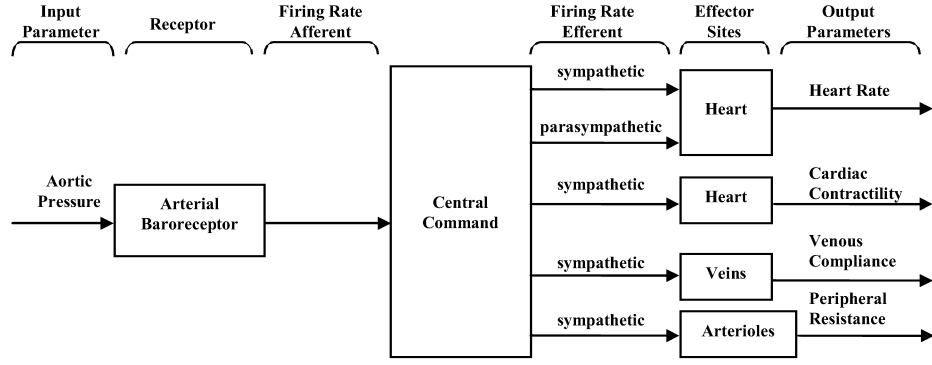 Input
Parameter
Receptor
Firing Rate
Afferent
Firing Rate
Efferent
Effector
Sites
Output
Parameters
Aortic
Pressure
Arterial
Baroreceptor
Central
Command
sympathetic
parasympathetic
Heart
Heart Rate
sympathetic
Heart
Cardiac
Contractility
sympathetic
Veins
Venous
Compliance
sympathetic
Arterioles
Peripheral
Resistance